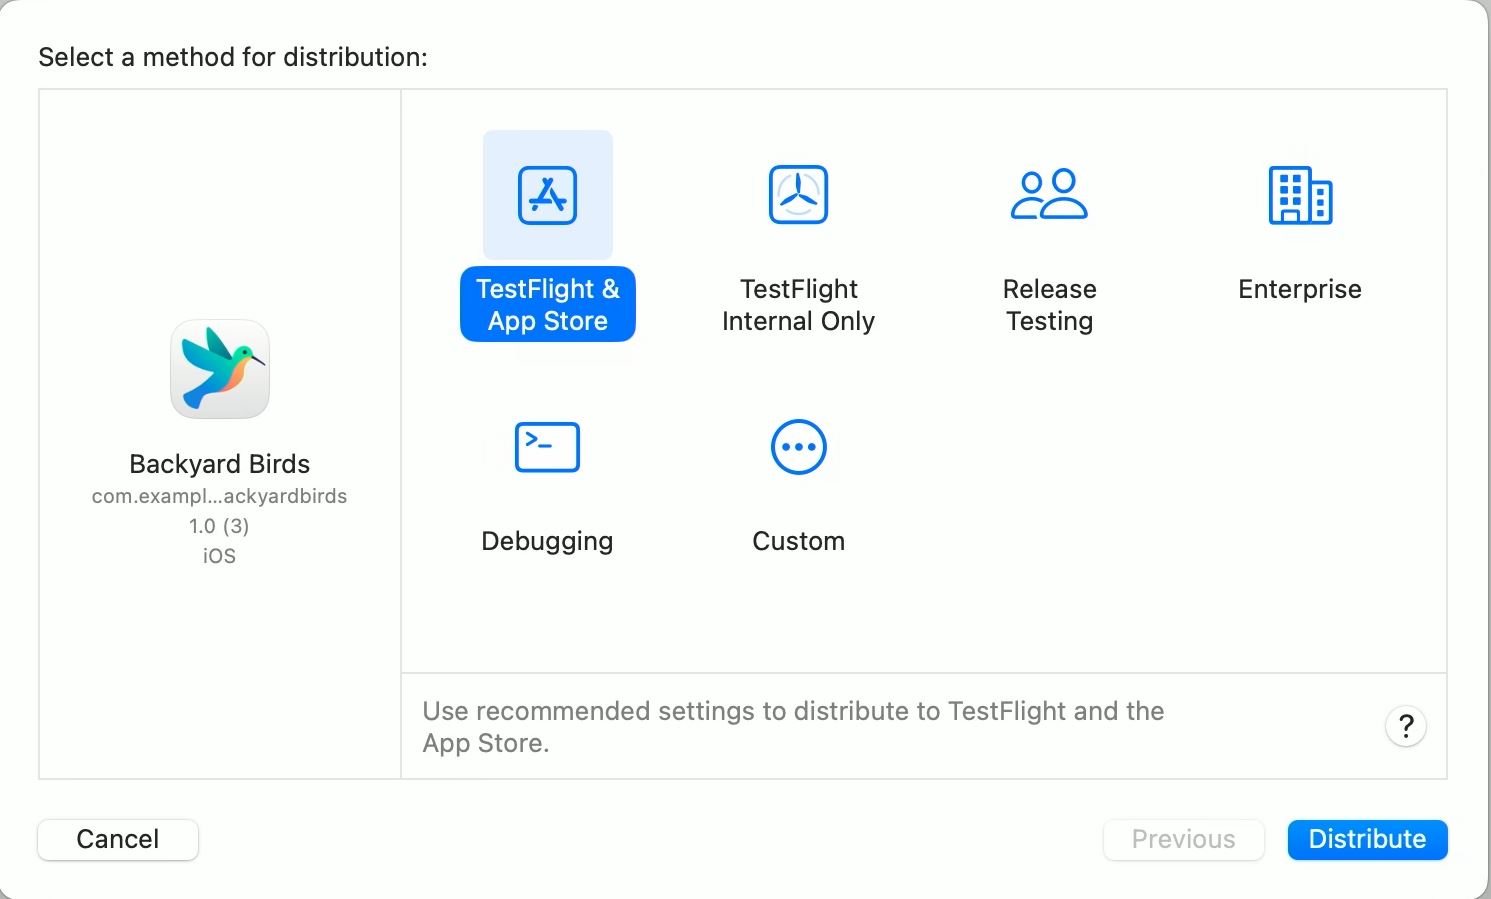 Select a method for distribution:
Backyard Birds
com.exampl...ackyardbirds
1.0 (3)
iOS
TestFlight &
App Store
TestFlight
Internal Only
Release
Testing
Enterprise
Debugging
Custom
Use recommended settings to distribute to TestFlight and the
App Store.
?
Cancel
Previous
Distribute